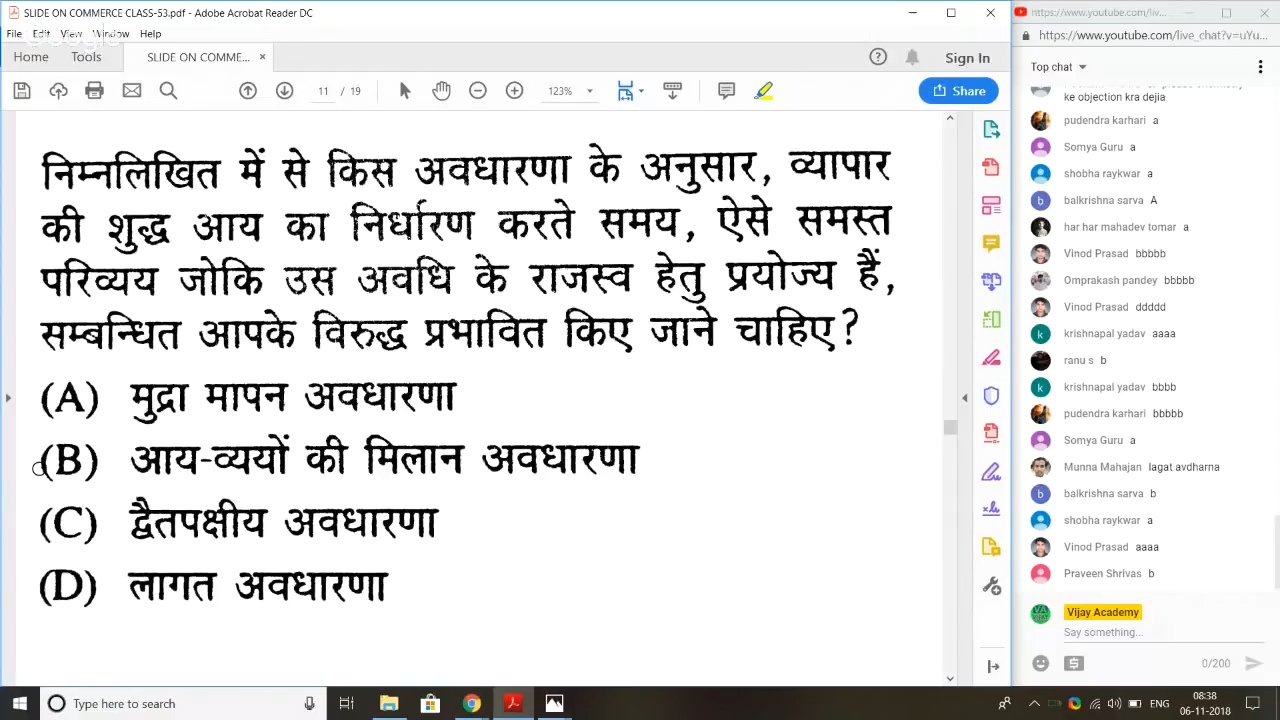 SLIDE ON COMMERCE CLASS-53.pdf - Adobe Acrobat Reader DC
https://www.youtube.com/liv...
File Edit View Window Help
Google
https://www.youtube.com/live_chat?v=uYu...
Home Tools SLIDE ON COMME... × Sign In
Top chat
11 / 19 123% Share
ke objection kra dejia
pudendra karhari a
Somya Guru a
shobha raykwar a
balkrishna sarva A
har har mahadev tomar a
Vinod Prasad bbbbb
Omprakash pandey bbbbb
Vinod Prasad ddddd
krishnapal yadav aaaa
ranu s b
krishnapal yadav bbbb
pudendra karhari bbbbb
Somya Guru a
Munna Mahajan lagat avdharna
balkrishna sarva b
shobha raykwar a
Vinod Prasad aaaa
Praveen Shrivas b
Vijay Academy
Say something...
0/200
निम्नलिखित में से किस अवधारणा के अनुसार, व्यापार
की शुद्ध आय का निर्धारण करते समय, ऐसे समस्त
परिव्यय जोकि उस अवधि के राजस्व हेतु प्रयोज्य हैं,
सम्बन्धित आपके विरुद्ध प्रभावित किए जाने चाहिए?
(A) मुद्रा मापन अवधारणा
(B) आय-व्ययों की मिलान अवधारणा
(C) द्वैतपक्षीय अवधारणा
(D) लागत अवधारणा
Type here to search
ENG
08:38
06-11-2018